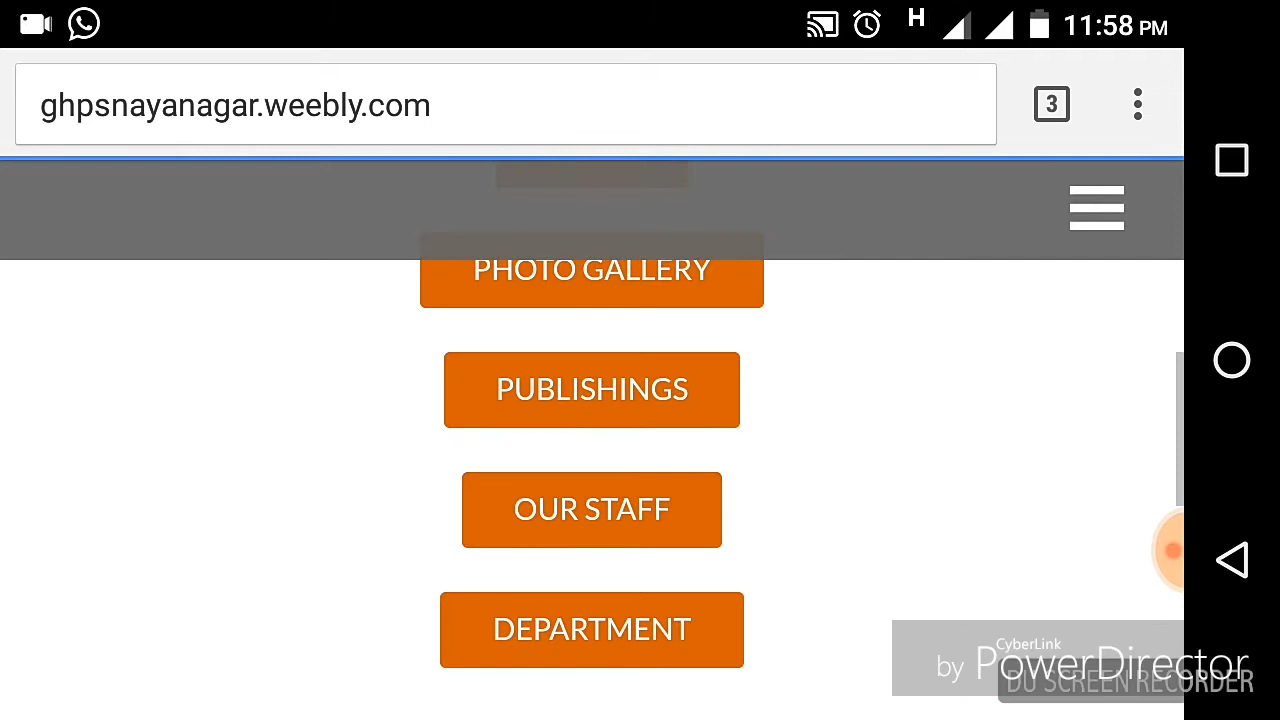 H 11:58 PM
ghpsnayanagar.weebly.com
3
PHOTO GALLERY
PUBLISHINGS
OUR STAFF
DEPARTMENT
CyberLink
by PowerDirector
DU SCREEN RECORDER